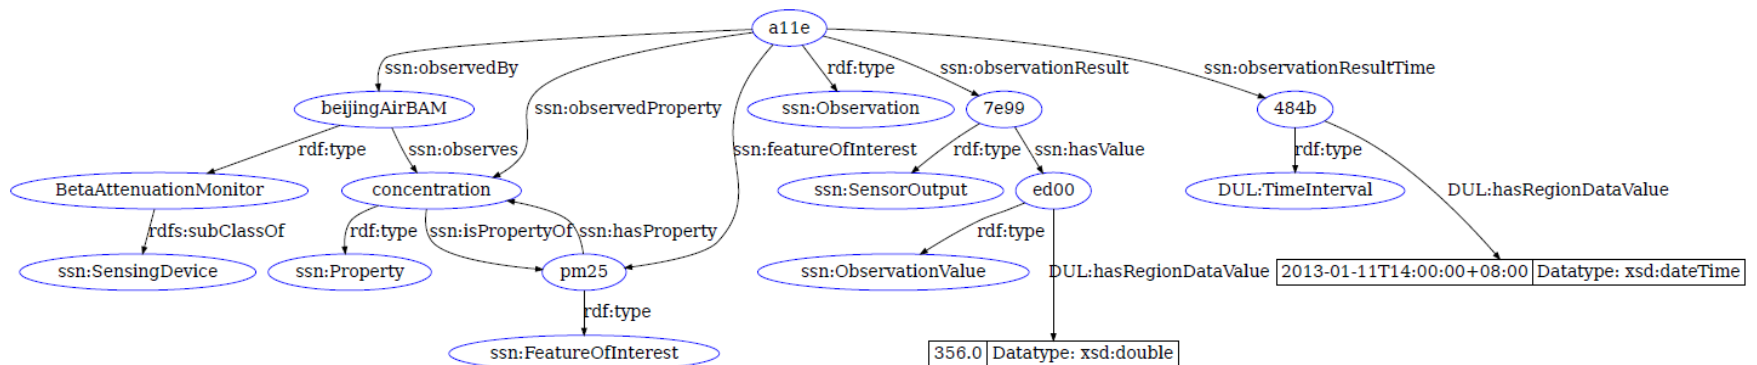 a11e
ssn:observedBy
rdf:type
ssn:observationResult
ssn:observationResultTime
beijingAirBAM
ssn:observedProperty
ssn:Observation
7e99
484b
rdf:type
ssn:observes
ssn:featureOfInterest
rdf:type
ssn:hasValue
rdf:type
BetaAttenuationMonitor
concentration
ssn:SensorOutput
ed00
DUL:TimeInterval
DUL:hasRegionDataValue
rdfs:subClassOf
rdf:type
ssn:isPropertyOf
ssn:hasProperty
rdf:type
ssn:SensingDevice
ssn:Property
pm25
ssn:ObservationValue
DUL:hasRegionDataValue
2013-01-11T14:00:00+08:00 Datatype: xsd:dateTime
rdf:type
ssn:FeatureOfInterest
356.0 Datatype: xsd:double